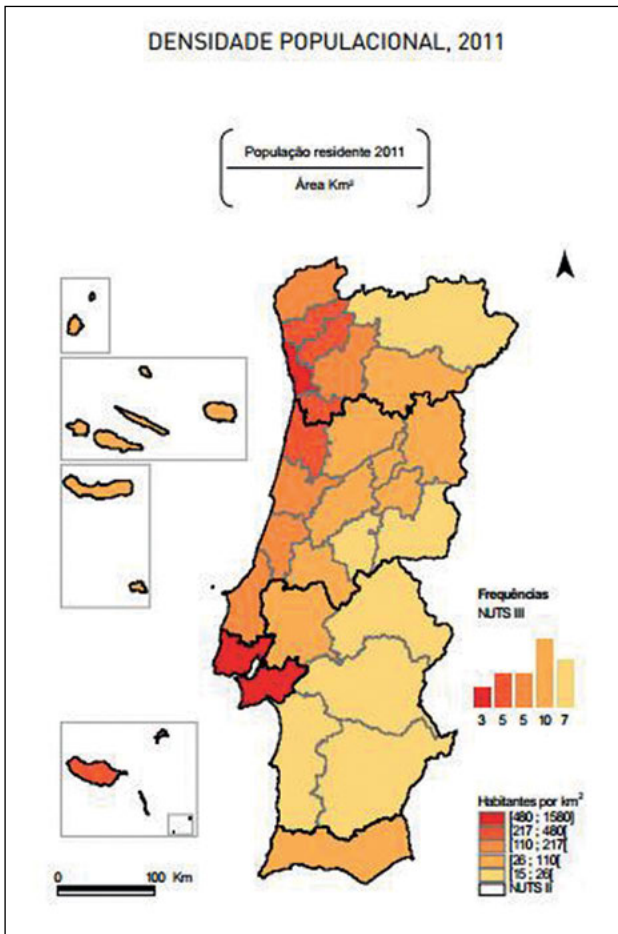 DENSIDADE POPULACIONAL, 2011
População residente 2011
Área Km²
Frequências
NUTS III
3 5 5 10 7
Habitantes por km²
[480 ; 1580]
[217 ; 480[
[110 ; 217[
[26 ; 110[
[15 ; 26[
NUTS II
0 100 Km